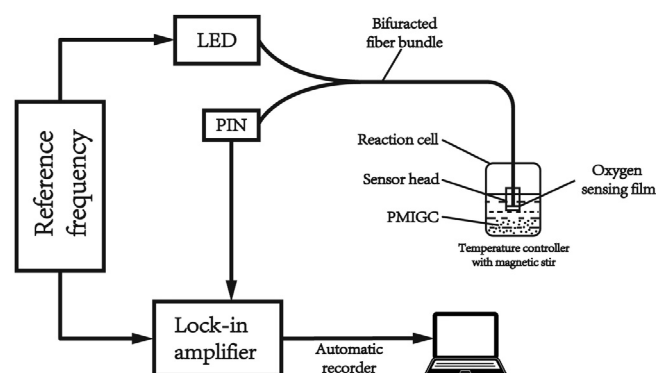 LED
Bifuracted
fiber bundle
PIN
Reference
frequency
Reaction cell
Sensor head
Oxygen
sensing film
PMIGC
Temperature controller
with magnetic stir
Lock-in
amplifier
Automatic
recorder